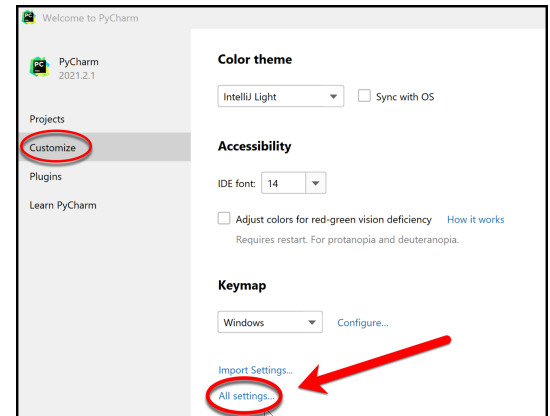 Welcome to PyCharm
PyCharm
2021.2.1
Projects
Customize
Plugins
Learn PyCharm
Color theme
IntelliJ Light
Sync with OS
Accessibility
IDE font: 14
Adjust colors for red-green vision deficiency How it works
Requires restart. For protanopia and deuteranopia.
Keymap
Windows Configure...
Import Settings...
All settings...